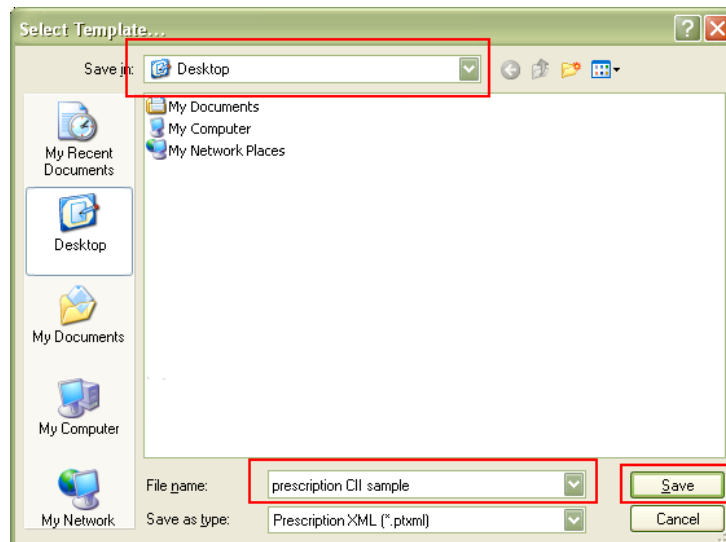 Select Template...
Save in: Desktop
My Documents
My Computer
My Network Places
My Recent
Documents
Desktop
My Documents
My Computer
My Network
File name: prescription CII sample Save
Save as type: Prescription XML (*.ptxml) Cancel